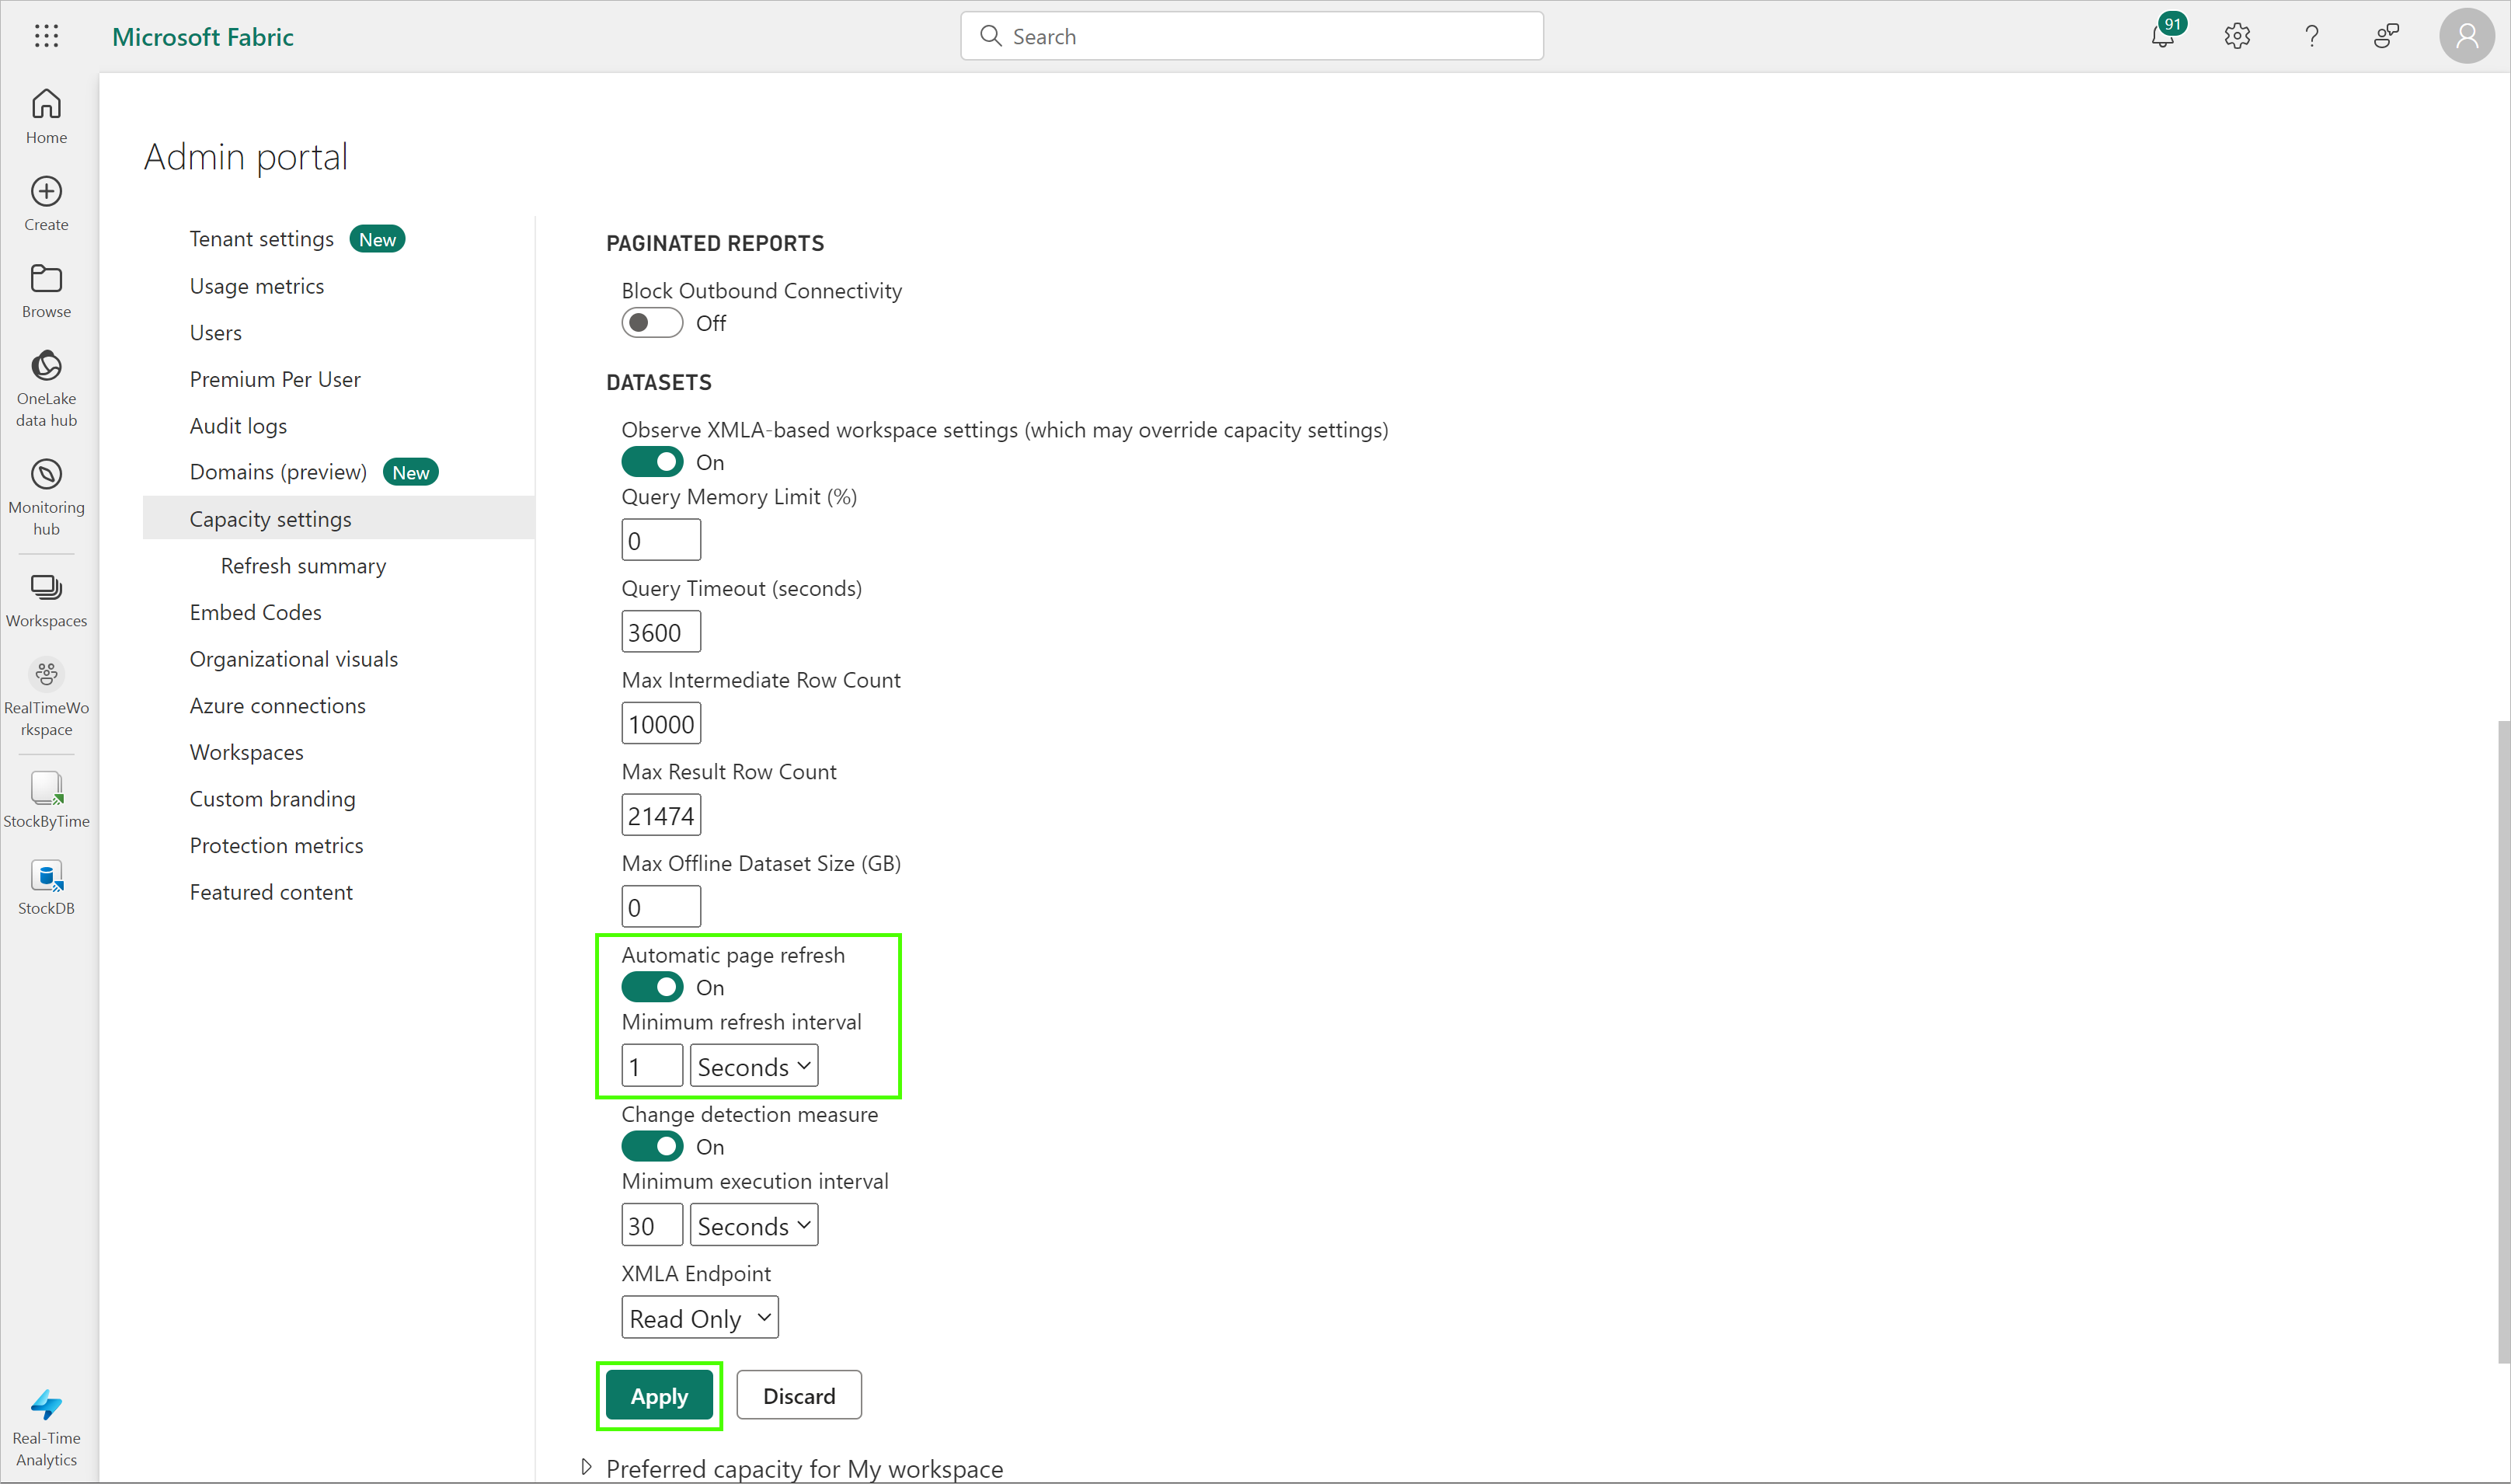 Microsoft Fabric
Search
91
Home
Create
Browse
OneLake
data hub
Monitoring
hub
Workspaces
RealTimeWo
rkspace
StockByTime
StockDB
Real-Time
Analytics
Admin portal
Tenant settings New
Usage metrics
Users
Premium Per User
Audit logs
Domains (preview) New
Capacity settings
Refresh summary
Embed Codes
Organizational visuals
Azure connections
Workspaces
Custom branding
Protection metrics
Featured content
PAGINATED REPORTS
Block Outbound Connectivity
Off
DATASETS
Observe XMLA-based workspace settings (which may override capacity settings)
On
Query Memory Limit (%)
0
Query Timeout (seconds)
3600
Max Intermediate Row Count
10000
Max Result Row Count
21474
Max Offline Dataset Size (GB)
0
Automatic page refresh
On
Minimum refresh interval
1 Seconds
Change detection measure
On
Minimum execution interval
30 Seconds
XMLA Endpoint
Read Only
Apply Discard
Preferred capacity for My workspace